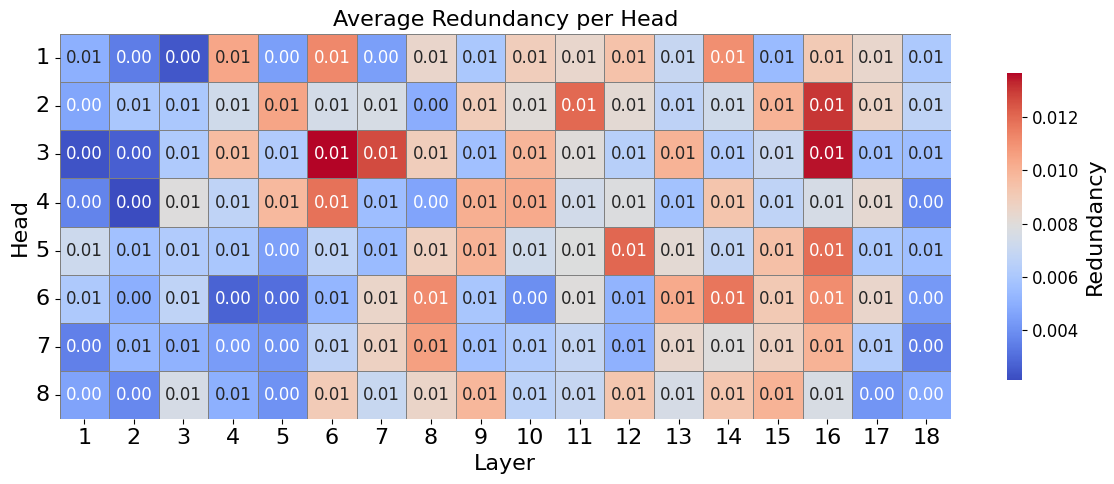 Average Redundancy per Head
1 0.01 0.00 0.00 0.01 0.00 0.01 0.00 0.01 0.01 0.01 0.01 0.01 0.01 0.01 0.01 0.01 0.01 0.01
2 0.00 0.01 0.01 0.01 0.01 0.01 0.01 0.00 0.01 0.01 0.01 0.01 0.01 0.01 0.01 0.01 0.01 0.01
3 0.00 0.00 0.01 0.01 0.01 0.01 0.01 0.01 0.01 0.01 0.01 0.01 0.01 0.01 0.01 0.01 0.01 0.01
4 0.00 0.00 0.01 0.01 0.01 0.01 0.01 0.00 0.01 0.01 0.01 0.01 0.01 0.01 0.01 0.01 0.01 0.00
5 0.01 0.01 0.01 0.01 0.00 0.01 0.01 0.01 0.01 0.01 0.01 0.01 0.01 0.01 0.01 0.01 0.01 0.01
6 0.01 0.00 0.01 0.00 0.00 0.01 0.01 0.01 0.01 0.00 0.01 0.01 0.01 0.01 0.01 0.01 0.01 0.00
7 0.00 0.01 0.01 0.00 0.00 0.01 0.01 0.01 0.01 0.01 0.01 0.01 0.01 0.01 0.01 0.01 0.01 0.00
8 0.00 0.00 0.01 0.01 0.00 0.01 0.01 0.01 0.01 0.01 0.01 0.01 0.01 0.01 0.01 0.01 0.00 0.00
Head
1 2 3 4 5 6 7 8 9 10 11 12 13 14 15 16 17 18
Layer
0.012
0.010
0.008
0.006
0.004
Redundancy